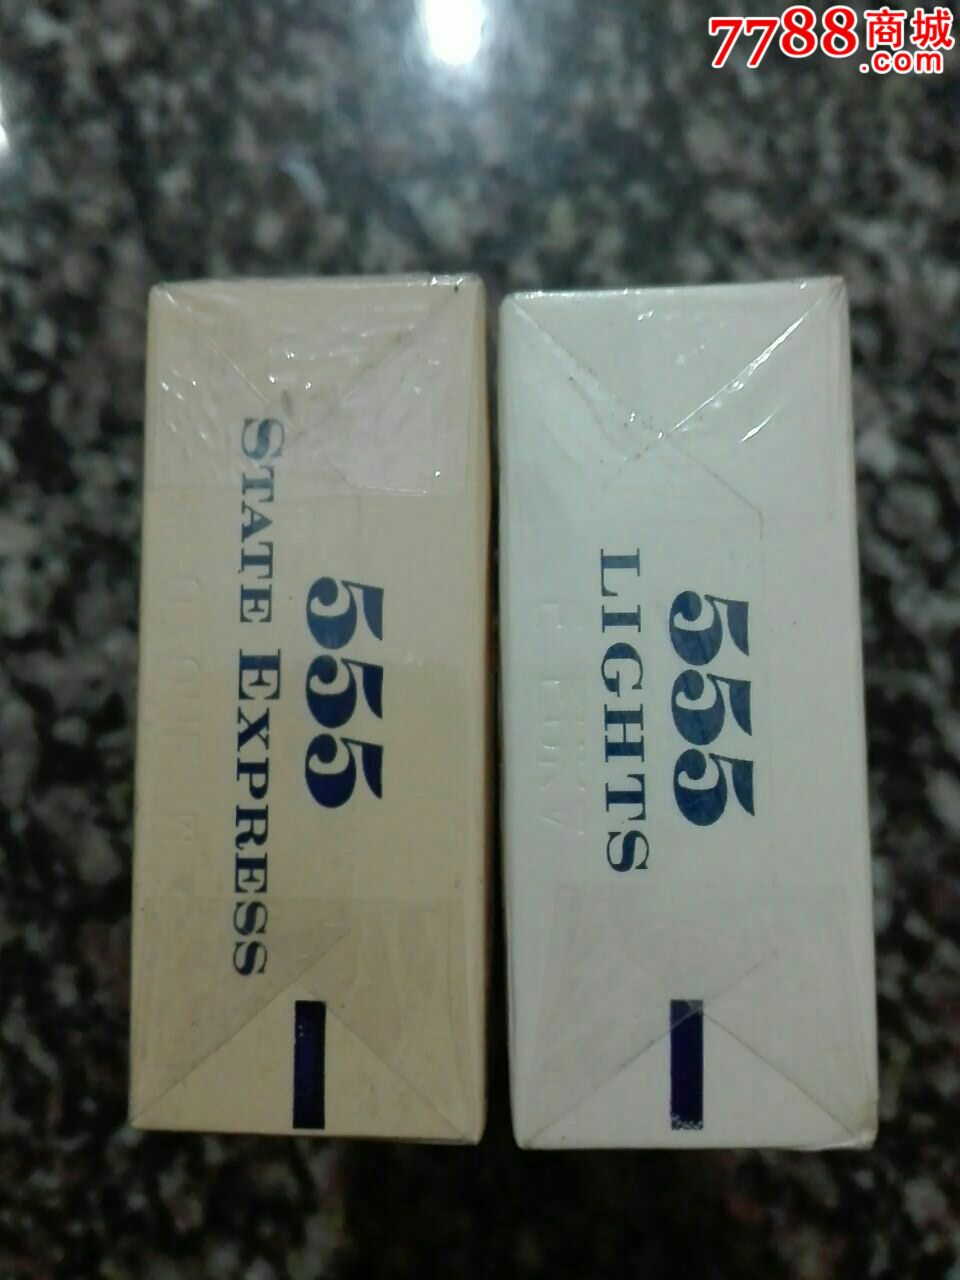 7788商城
.com
555
STATE EXPRESS
555
LIGHTS